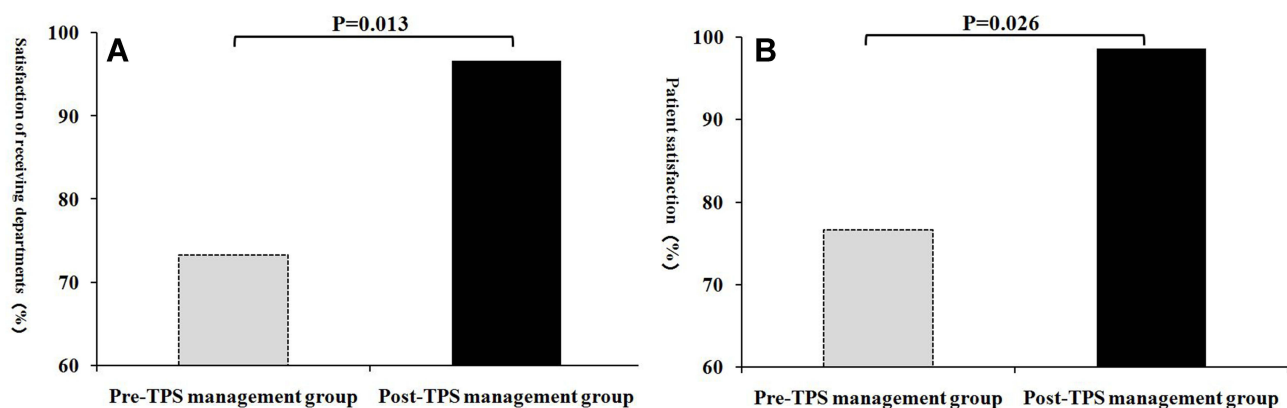 A
P=0.013
Satisfaction of receiving departments (%)
100
90
80
70
60
Pre-TPS management group
Post-TPS management group
B
P=0.026
Patient satisfaction (%)
100
90
80
70
60
Pre-TPS management group
Post-TPS management group